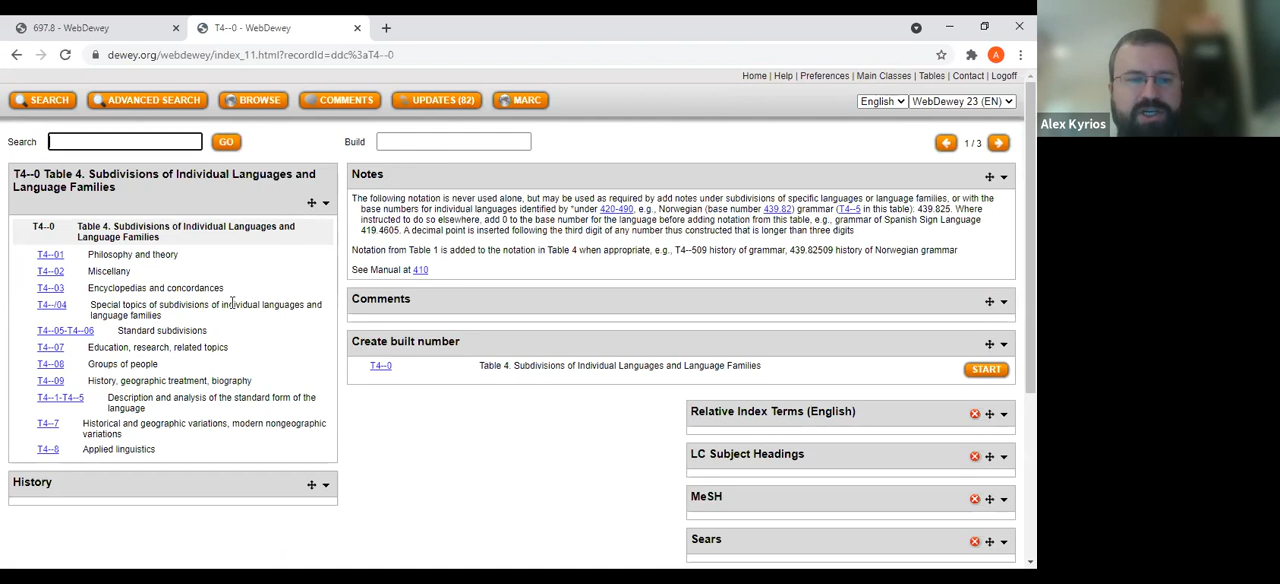 697.8 - WebDewey
T4--0 - WebDewey
dewey.org/webdewey/index_11.html?recordId=ddc%3aT4--0
A
Home | Help | Preferences | Main Classes | Tables | Contact | Logoff
SEARCH ADVANCED SEARCH BROWSE COMMENTS UPDATES (82) MARC
English WebDewey 23 (EN)
Alex Kyrios
Search GO Build 1 / 3
T4--0 Table 4. Subdivisions of Individual Languages and
Language Families
T4--0 Table 4. Subdivisions of Individual Languages and
Language Families
T4--01 Philosophy and theory
T4--02 Miscellany
T4--03 Encyclopedias and concordances
T4--/04 Special topics of subdivisions of individual languages and
language families
T4--05-T4--06 Standard subdivisions
T4--07 Education, research, related topics
T4--08 Groups of people
T4--09 History, geographic treatment, biography
T4--1-T4--5 Description and analysis of the standard form of the
language
T4--7 Historical and geographic variations, modern nongeographic
variations
T4--8 Applied linguistics
History
Notes
The following notation is never used alone, but may be used as required by add notes under subdivisions of specific languages or language families, or with the
base numbers for individual languages identified by *under 420-490, e.g., Norwegian (base number 439.82) grammar (T4--5 in this table): 439.825. Where
instructed to do so elsewhere, add 0 to the base number for the language before adding notation from this table, e.g., grammar of Spanish Sign Language
419.4605. A decimal point is inserted following the third digit of any number thus constructed that is longer than three digits
Notation from Table 1 is added to the notation in Table 4 when appropriate, e.g., T4--509 history of grammar, 439.82509 history of Norwegian grammar
See Manual at 410
Comments
Create built number
T4--0 Table 4. Subdivisions of Individual Languages and Language Families START
Relative Index Terms (English)
LC Subject Headings
MeSH
Sears